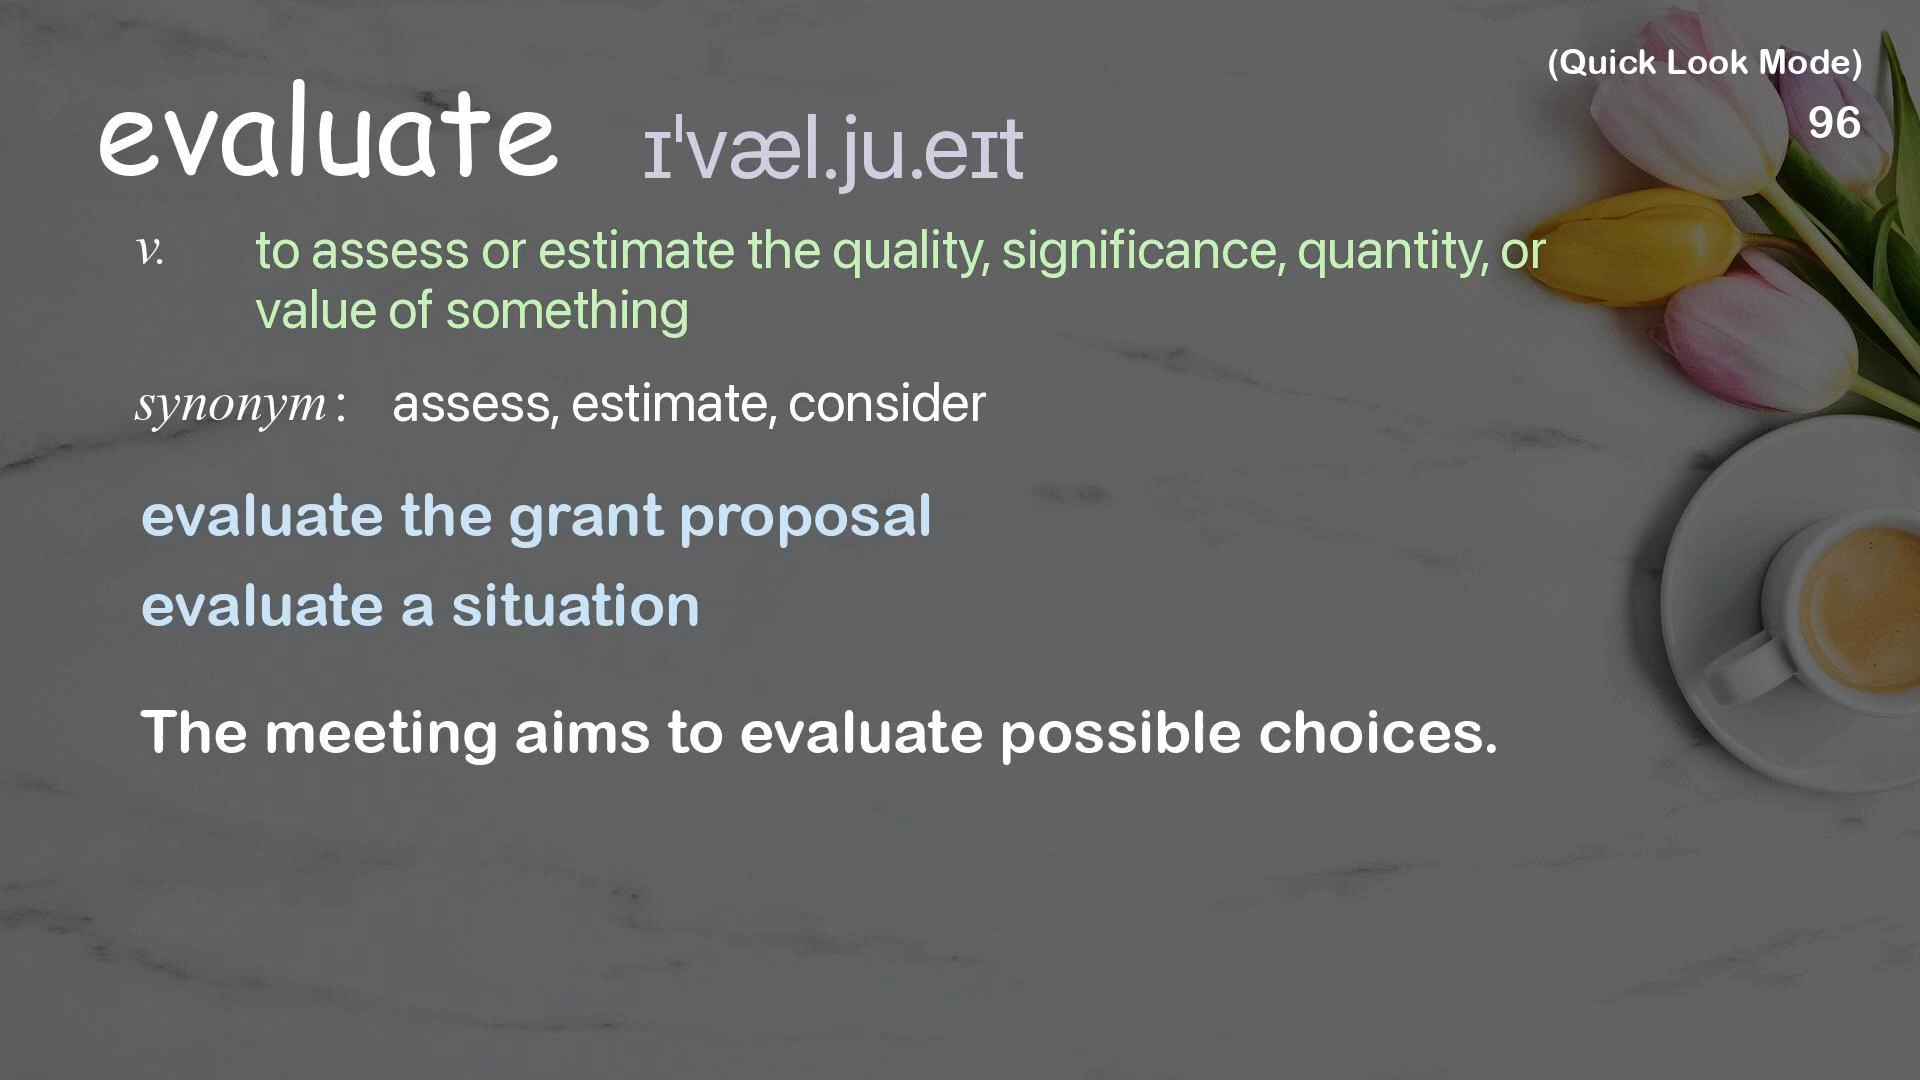 (Quick Look Mode)
96
evaluate ɪˈvæl.ju.eɪt
v. to assess or estimate the quality, significance, quantity, or
value of something
synonym: assess, estimate, consider
evaluate the grant proposal
evaluate a situation
The meeting aims to evaluate possible choices.